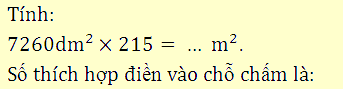 Tính:
7260dm² × 215 = ... m².
Số thích hợp điền vào chỗ chấm là: